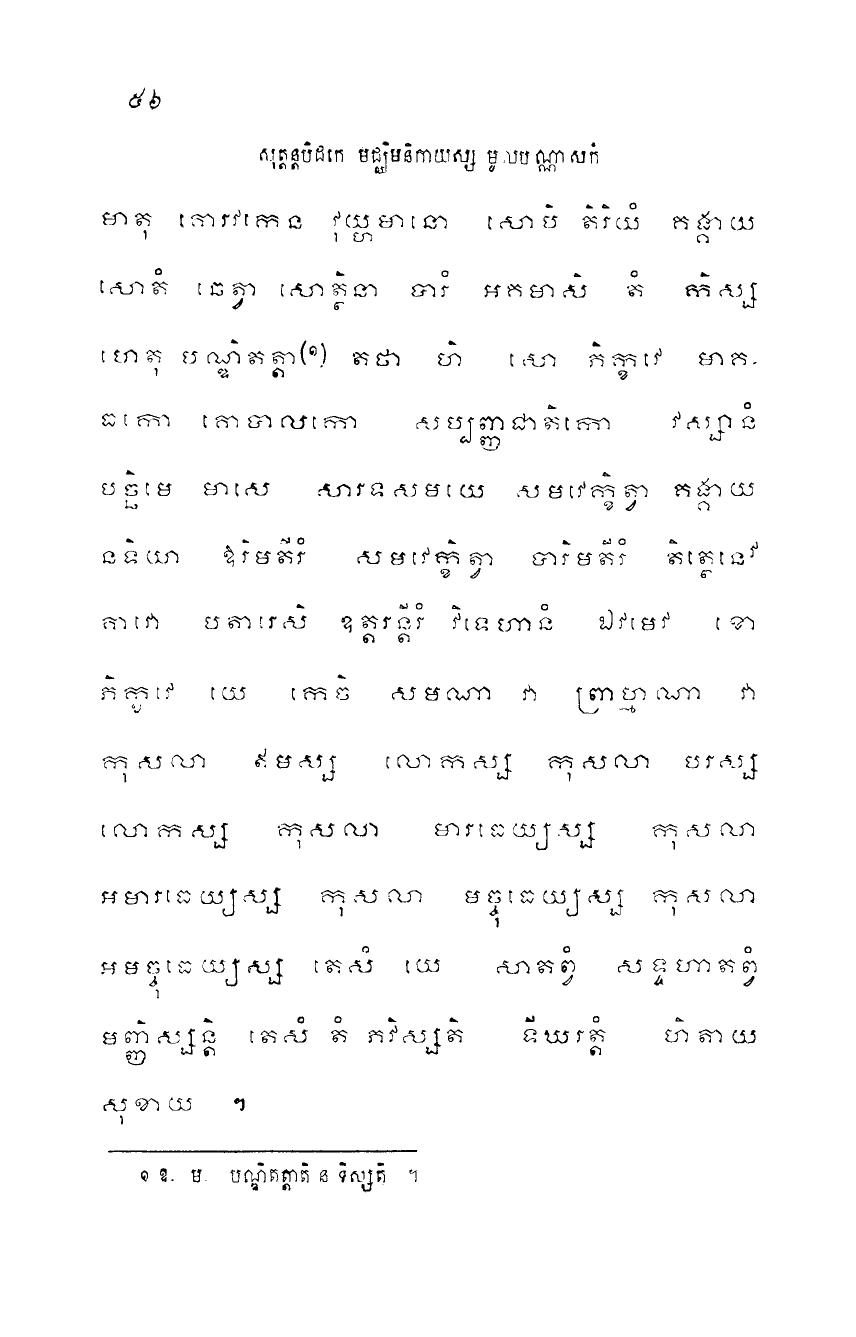 ៥៦
សុត្តន្តបិដកេ មជ្ឈិមនិកាយស្ស មូលបណ្ណាសកំ
មាតុ គោរវកេន វុយ្ហមានោ សោបិ តិរិយំ គង្គាយ
សោតំ ឆេត្វា សោត្ថិនា បារំ អគមាសិ តំ កិស្ស
ហេតុ បណ្ឌិតត្តា(១) តថា ហិ សោ ភិក្ខវេ មាគ-
ធកោ គោបាលកោ សប្បញ្ញជាតិកោ វស្សានំ
បច្ឆិមេ មាសេ សារទសមយេ សមវេក្ខិត្វា គង្គាយ
នទិយា ឱរិមតីរំ សមវេក្ខិត្វា បារិមតីរំ តិត្ថេនេវ
គាវោ បតារេសិ ឧត្តរន្តីរំ វិទេហានំ ឯវមេវ ខោ
ភិក្ខវេ យេ កេចិ សមណា វា ព្រាហ្មណា វា
កុសលា ឥមស្ស លោកស្ស កុសលា បរស្ស
លោកស្ស កុសលា មារធេយ្យស្ស កុសលា
អមារធេយ្យស្ស កុសលា មច្ចុធេយ្យស្ស កុសលា
អមច្ចុធេយ្យស្ស តេសំ យេ សោតព្វំ សទ្ទហាតព្វំ
មញ្ញិស្សន្តិ តេសំ តំ ភវិស្សតិ ទីឃរត្តំ ហិតាយ
សុខាយ ។
១ ឱ. ម. បណ្ឌិតត្តាតិ ន ទិស្សតិ ។